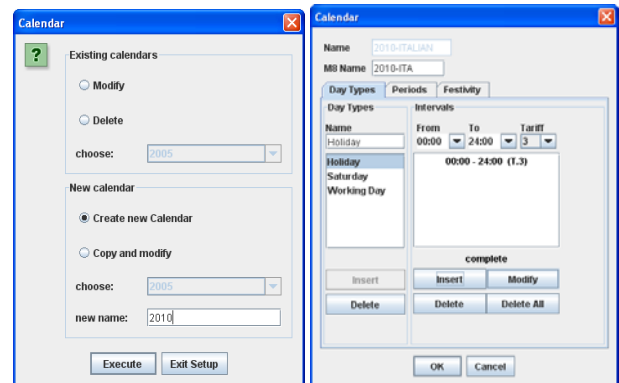 Calendar
?
Existing calendars
Modify
Delete
choose: 2005
New calendar
Create new Calendar
Copy and modify
choose: 2005
new name: 2010
Execute Exit Setup
Calendar
Name 2010-ITALIAN
M8 Name 2010-ITA
Day Types Periods Festivity
Day Types Intervals
Name From To Tariff
Holiday 00:00 24:00 3
Holiday 00:00 - 24:00 (T.3)
Saturday
Working Day
complete
Insert Insert Modify
Delete Delete Delete All
OK Cancel